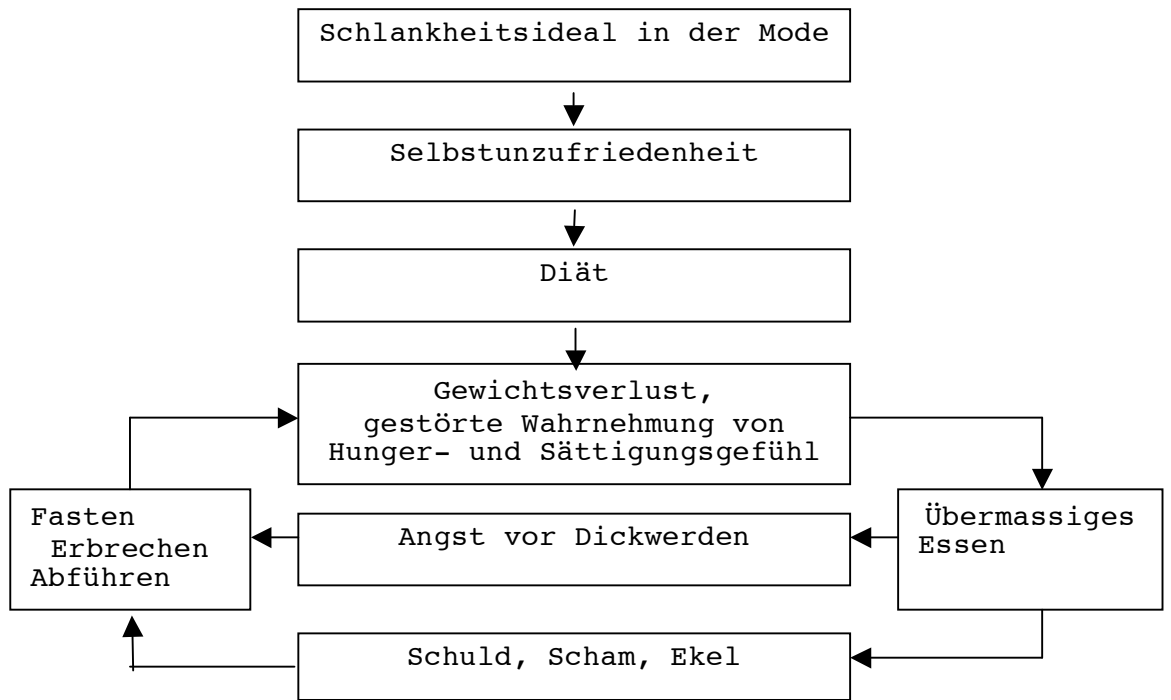 Schlankheitsideal in der Mode
Selbstunzufriedenheit
Diät
Gewichtsverlust,
gestörte Wahrnehmung von
Hunger- und Sättigungsgefühl
Fasten
Erbrechen
Abführen
Angst vor Dickwerden
Übermassiges
Essen
Schuld, Scham, Ekel